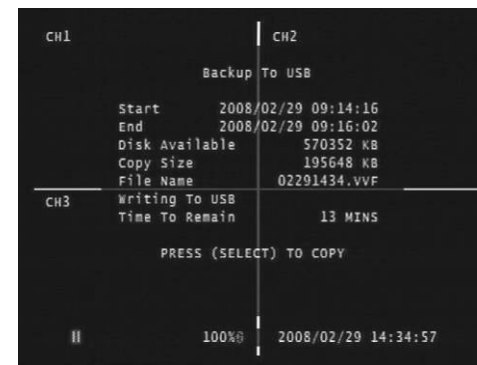 CH1 CH2
Backup To USB
Start 2008/02/29 09:14:16
End 2008/02/29 09:16:02
Disk Available 570352 KB
Copy Size 195648 KB
File Name 02291434.VVF
CH3 Writing To USB
Time To Remain 13 MINS
PRESS (SELECT) TO COPY
100% 2008/02/29 14:34:57